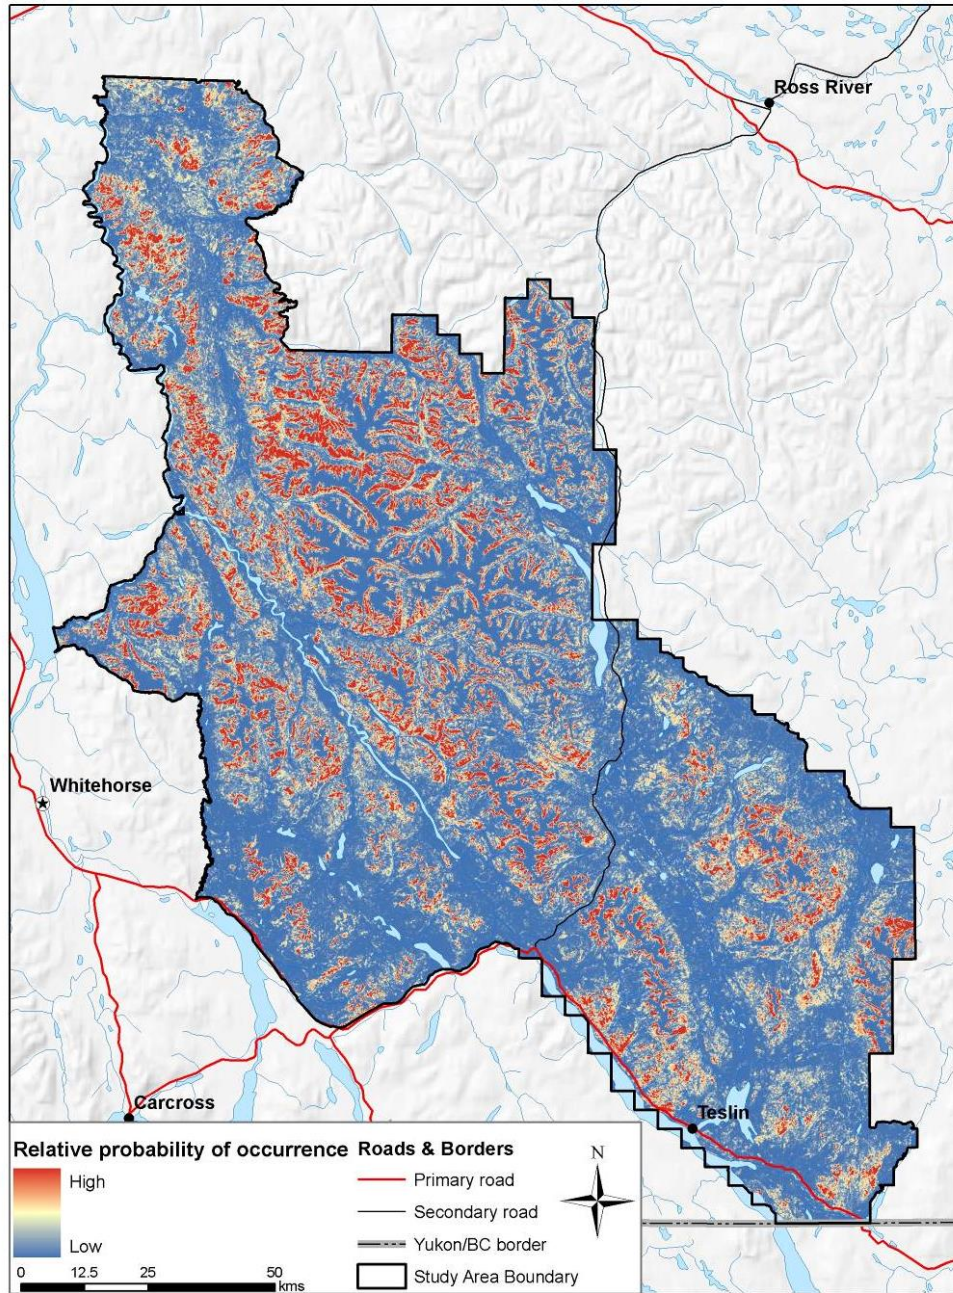 Ross River
Whitehorse
Carcross
Teslin
Relative probability of occurrence
High
Low
0 12.5 25 50
kms
Roads & Borders
Primary road
Secondary road
Yukon/BC border
Study Area Boundary
N